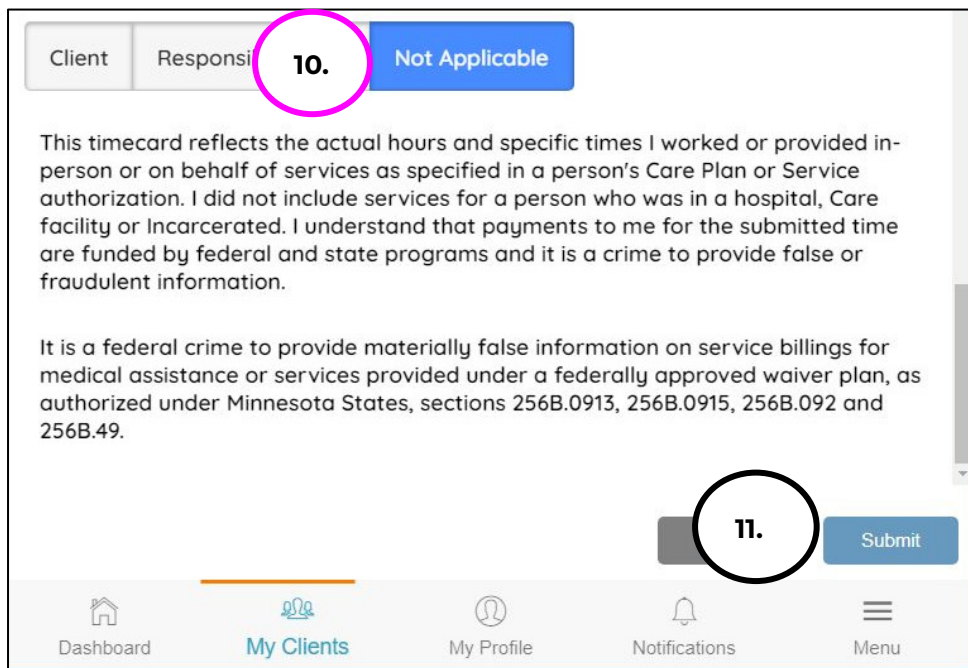 Client Responsi 10. Not Applicable
This timecard reflects the actual hours and specific times I worked or provided in-
person or on behalf of services as specified in a person's Care Plan or Service
authorization. I did not include services for a person who was in a hospital, Care
facility or Incarcerated. I understand that payments to me for the submitted time
are funded by federal and state programs and it is a crime to provide false or
fraudulent information.
It is a federal crime to provide materially false information on service billings for
medical assistance or services provided under a federally approved waiver plan, as
authorized under Minnesota States, sections 256B.0913, 256B.0915, 256B.092 and
256B.49.
11. Submit
Dashboard My Clients My Profile Notifications Menu